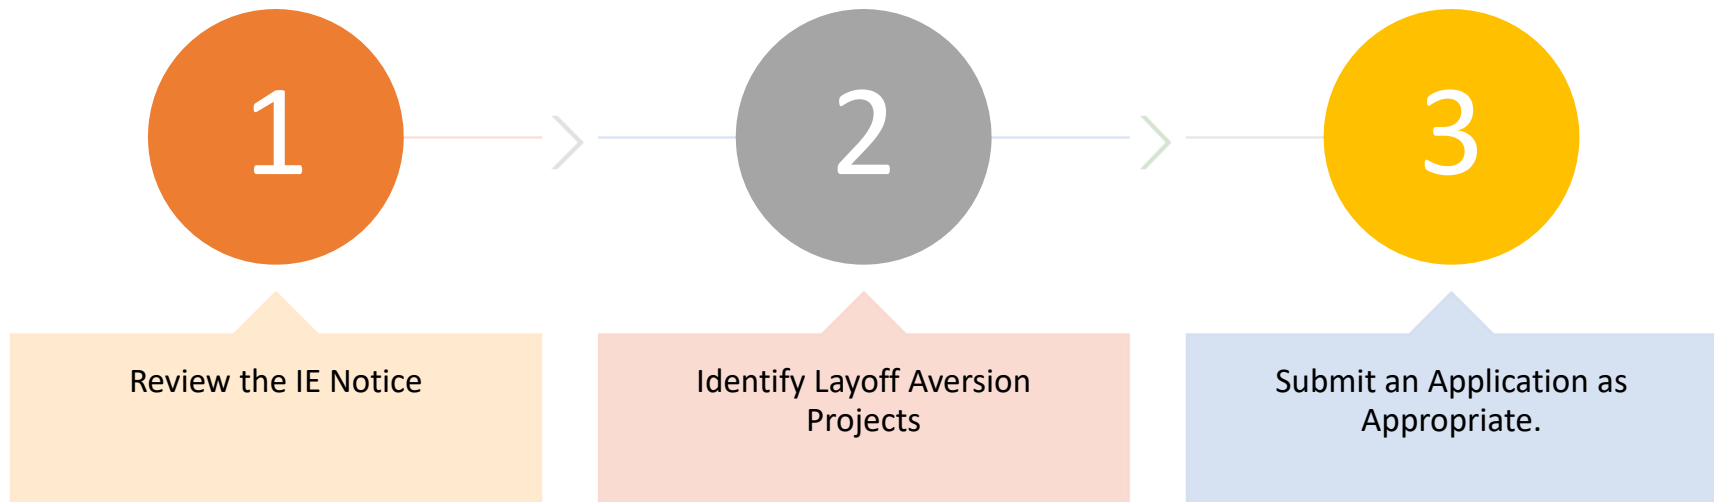 1
2
3
Review the IE Notice
Identify Layoff Aversion
Projects
Submit an Application as
Appropriate.